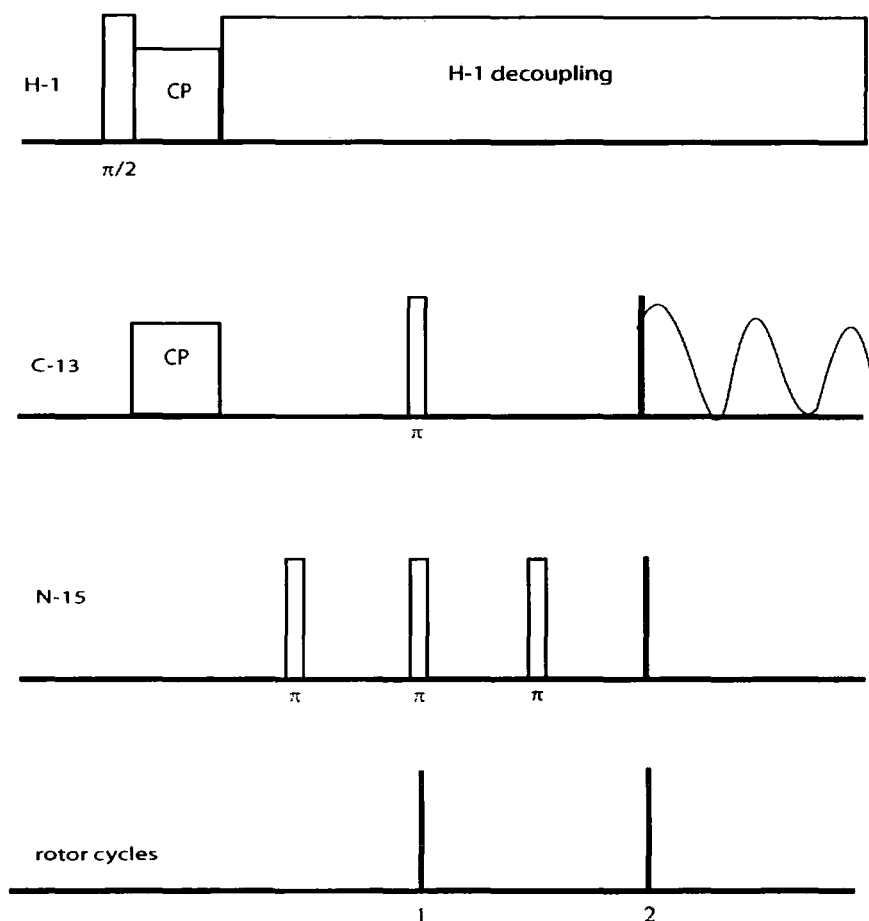 H-1
CP
H-1 decoupling
π/2
C-13
CP
π
N-15
π π π
rotor cycles
1 2